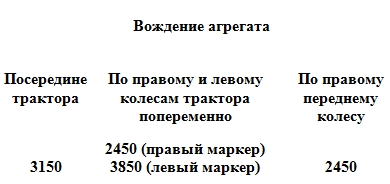 Вождение агрегата
Посередине трактора
По правому и левому колесам трактора попеременно
По правому переднему колесу
3150
2450 (правый маркер)
3850 (левый маркер)
2450